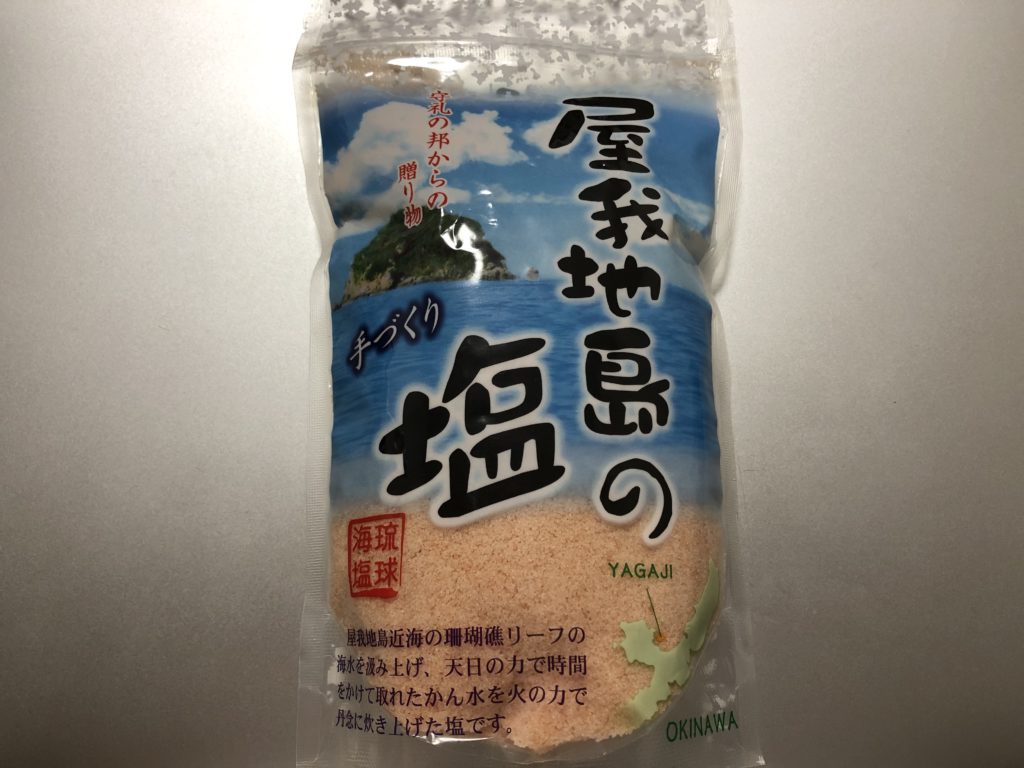 屋我地島の
塩
守礼の邦からの
贈り物
手づくり
琉球
海塩
YAGAJI
屋我地島近海の珊瑚礁リーフの
海水を汲み上げ、天日の力で時間
をかけて取れたかん水を火の力で
丹念に炊き上げた塩です。
OKINAWA